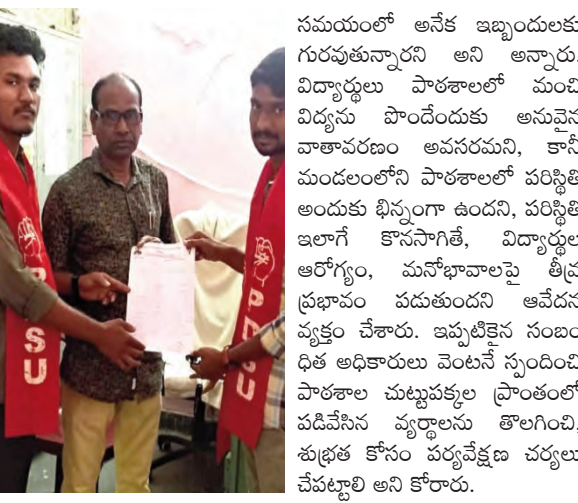 సమయంలో అనేక ఇబ్బందులకు
గురవుతున్నారని అని అన్నారు.
విద్యార్థులు పాఠశాలలో మంచి
విద్యను పొందేందుకు అనువైన
వాతావరణం అవసరమని, కానీ
మండలంలోని పాఠశాలలో పరిస్థితి
అందుకు భిన్నంగా ఉందని, పరిస్థితి
ఇలాగే కొనసాగితే, విద్యార్థుల
ఆరోగ్యం, మనోభావాలపై తీవ్ర
ప్రభావం పడుతుందని ఆవేదన
వ్యక్తం చేశారు. ఇప్పటికైన సంబం
ధిత అధికారులు వెంటనే స్పందించి
పాఠశాల చుట్టుపక్కల ప్రాంతంలో
పడివేసిన వ్యర్థాలను తొలగించి,
శుభ్రత కోసం పర్యవేక్షణ చర్యలు
చేపట్టాలి అని కోరారు.
PDSU